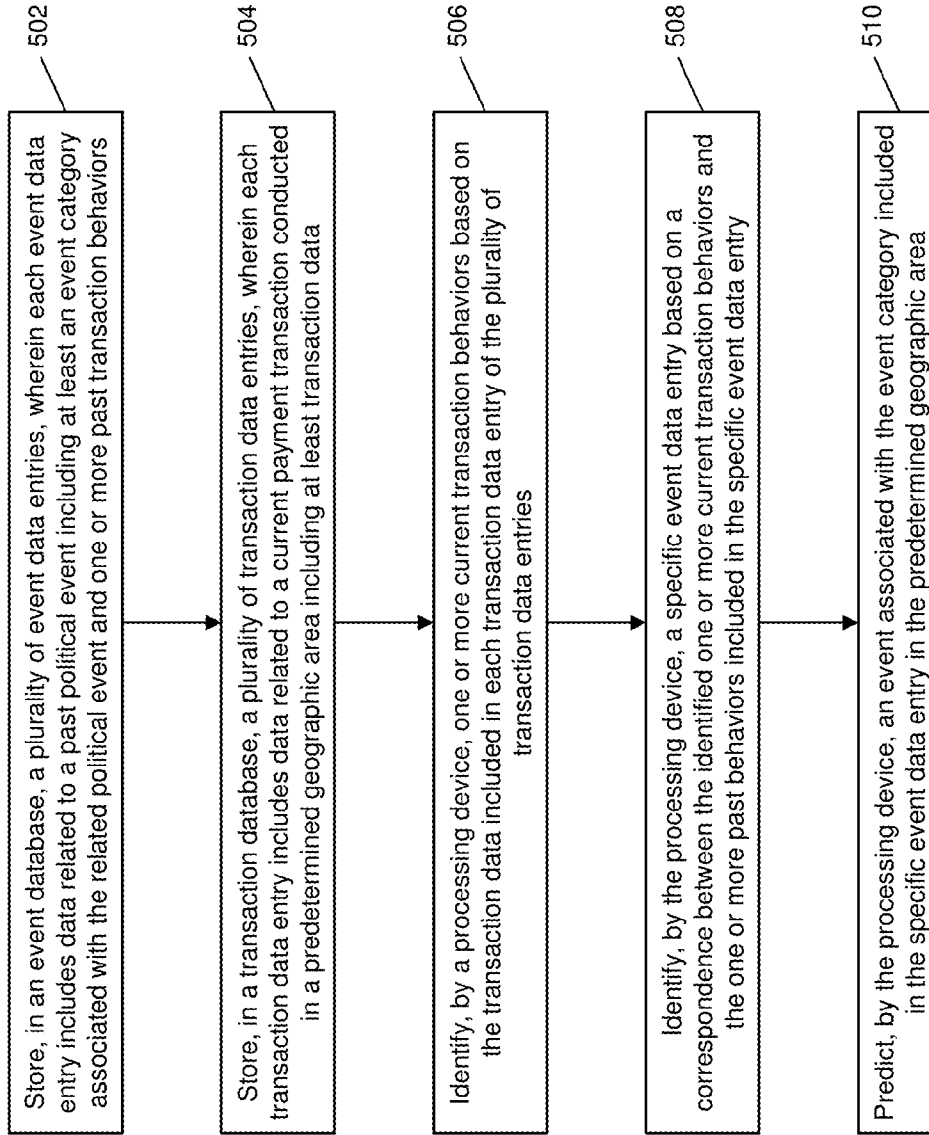 Store, in an event database, a plurality of event data entries, wherein each event data
entry includes data related to a past political event including at least an event category
associated with the related political event and one or more past transaction behaviors
502
Store, in a transaction database, a plurality of transaction data entries, wherein each
transaction data entry includes data related to a current payment transaction conducted
in a predetermined geographic area including at least transaction data
504
Identify, by a processing device, one or more current transaction behaviors based on
the transaction data included in each transaction data entry of the plurality of
transaction data entries
506
Identify, by the processing device, a specific event data entry based on a
correspondence between the identified one or more current transaction behaviors and
the one or more past behaviors included in the specific event data entry
508
Predict, by the processing device, an event associated with the event category included
in the specific event data entry in the predetermined geographic area
510